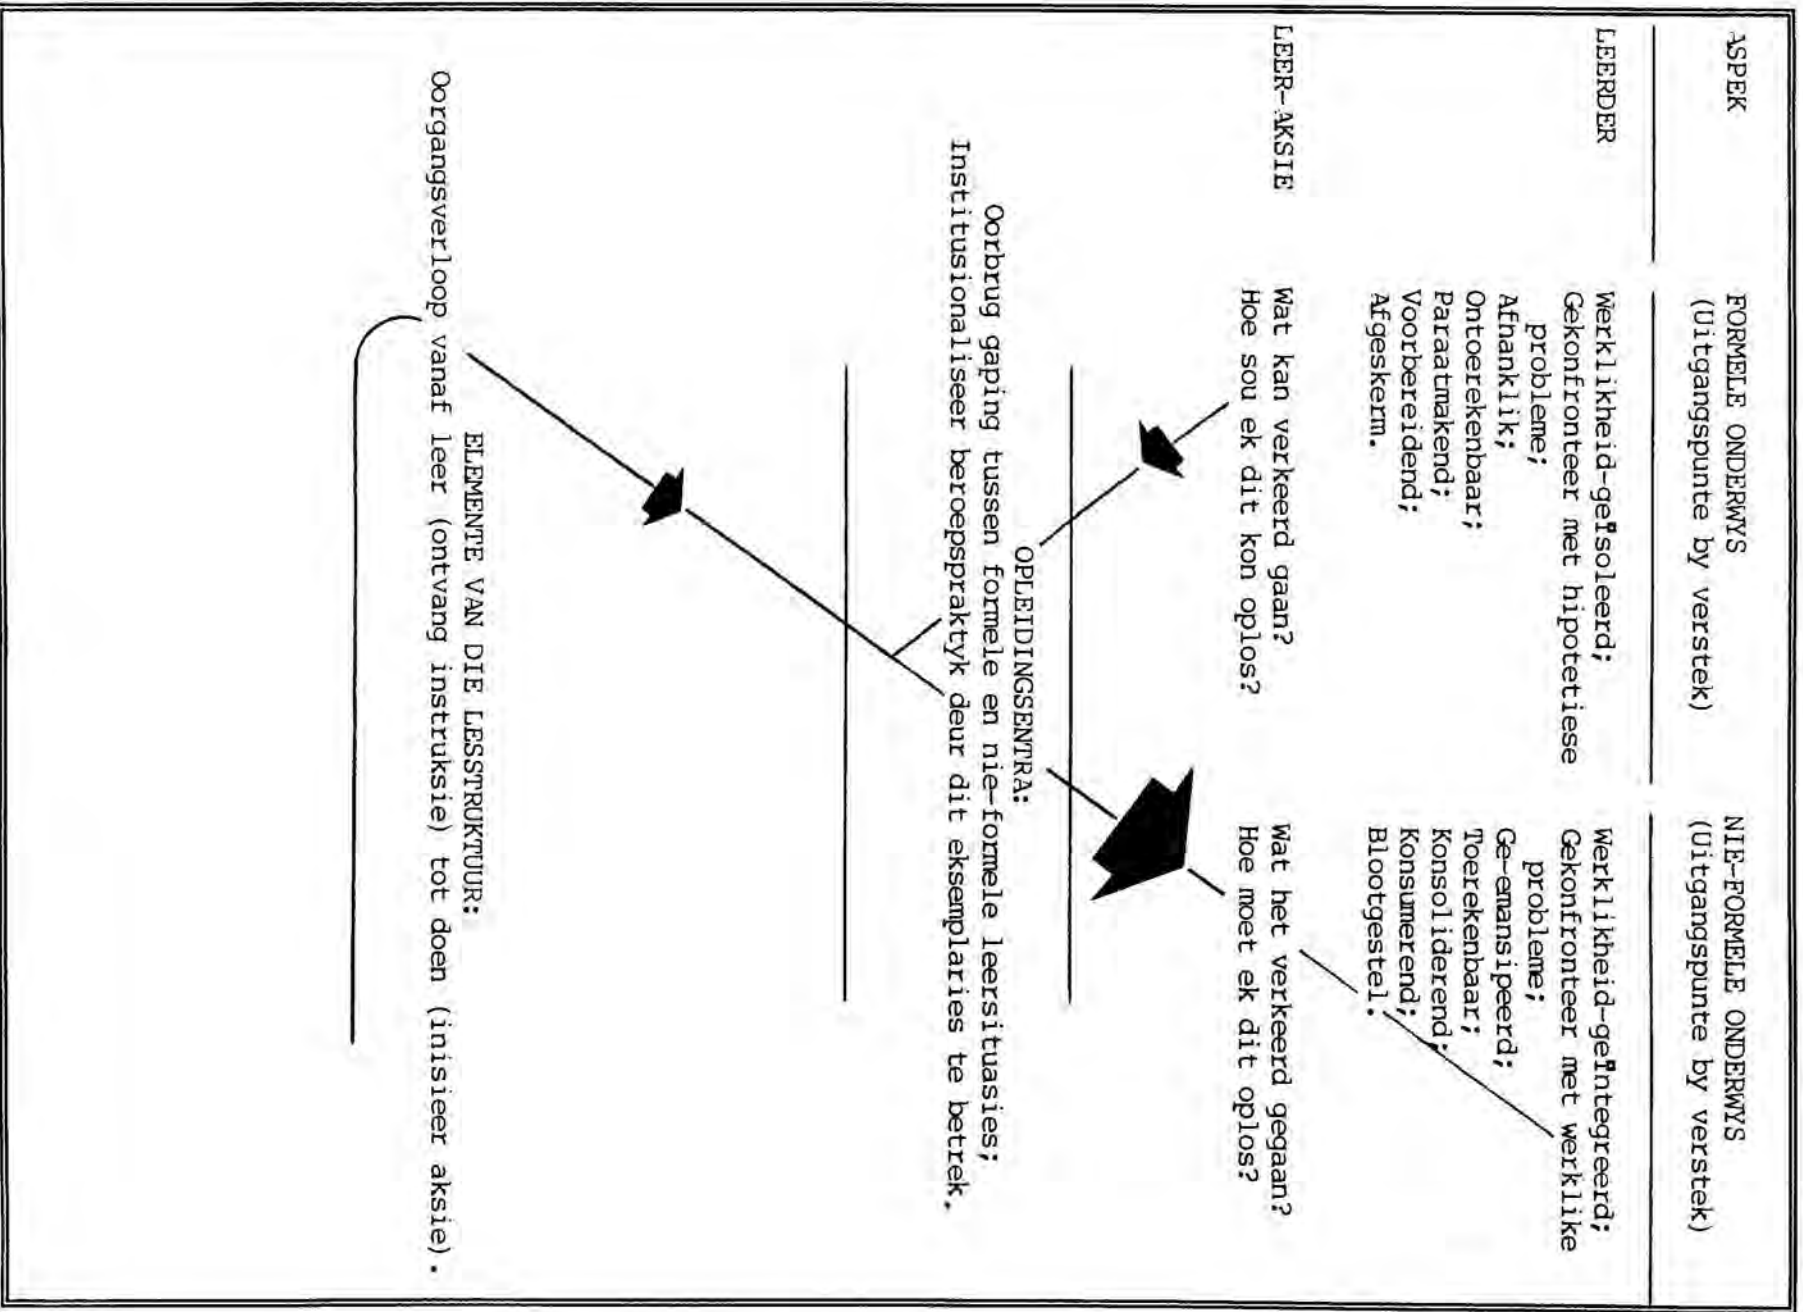 ASPEK
FORMELE ONDERWYS
(Uitgangspunte by verstek)
NIE-FORMELE ONDERWYS
(Uitgangspunte by verstek)
LEERDER
Werklikheid-geïsoleerd;
Gekonfronteer met hipotetiese
probleme;
Afhanklik;
Ontoerekenbaar;
Paraatmakend;
Voorbereidend;
Afgeskerm.
Werklikheid-geïntegreerd;
Gekonfronteer met werklike
probleme;
Ge-emansipeerd;
Toerekenbaar;
Konsoliderend;
Konsumerend;
Blootgestel.
LEER-AKSIE
Wat kan verkeerd gaan?
Hoe sou ek dit kon oplos?
Wat het verkeerd gegaan?
Hoe moet ek dit oplos?
OPLEIDINGSENTRA:
Oorbrug gaping tussen formele en nie-formele leersituasies;
Institusionaliseer beroepspraktyk deur dit eksemplaries te betrek.
ELEMENTE VAN DIE LESSTRUKTUUR:
Oorgangsverloop vanaf leer (ontvang instruksie) tot doen (inisieer aksie).